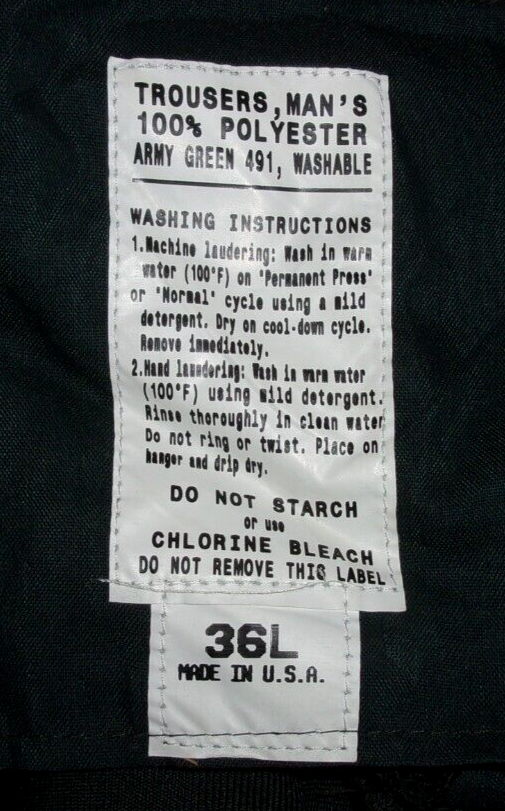 TROUSERS, MAN'S
100% POLYESTER
ARMY GREEN 491, WASHABLE
WASHING INSTRUCTIONS
1. Machine laudering: Wash in warm
water (100°F) on "Permanent Press"
or "Normal" cycle using a mild
detergent. Dry on cool-down cycle.
Remove immediately.
2. Hand laundering: Wash in warm water
(100°F) using mild detergent.
Rinse thoroughly in clean water
Do not ring or twist. Place on
hanger and drip dry.
DO NOT STARCH
or use
CHLORINE BLEACH
DO NOT REMOVE THIS LABEL
36L
MADE IN U.S.A.